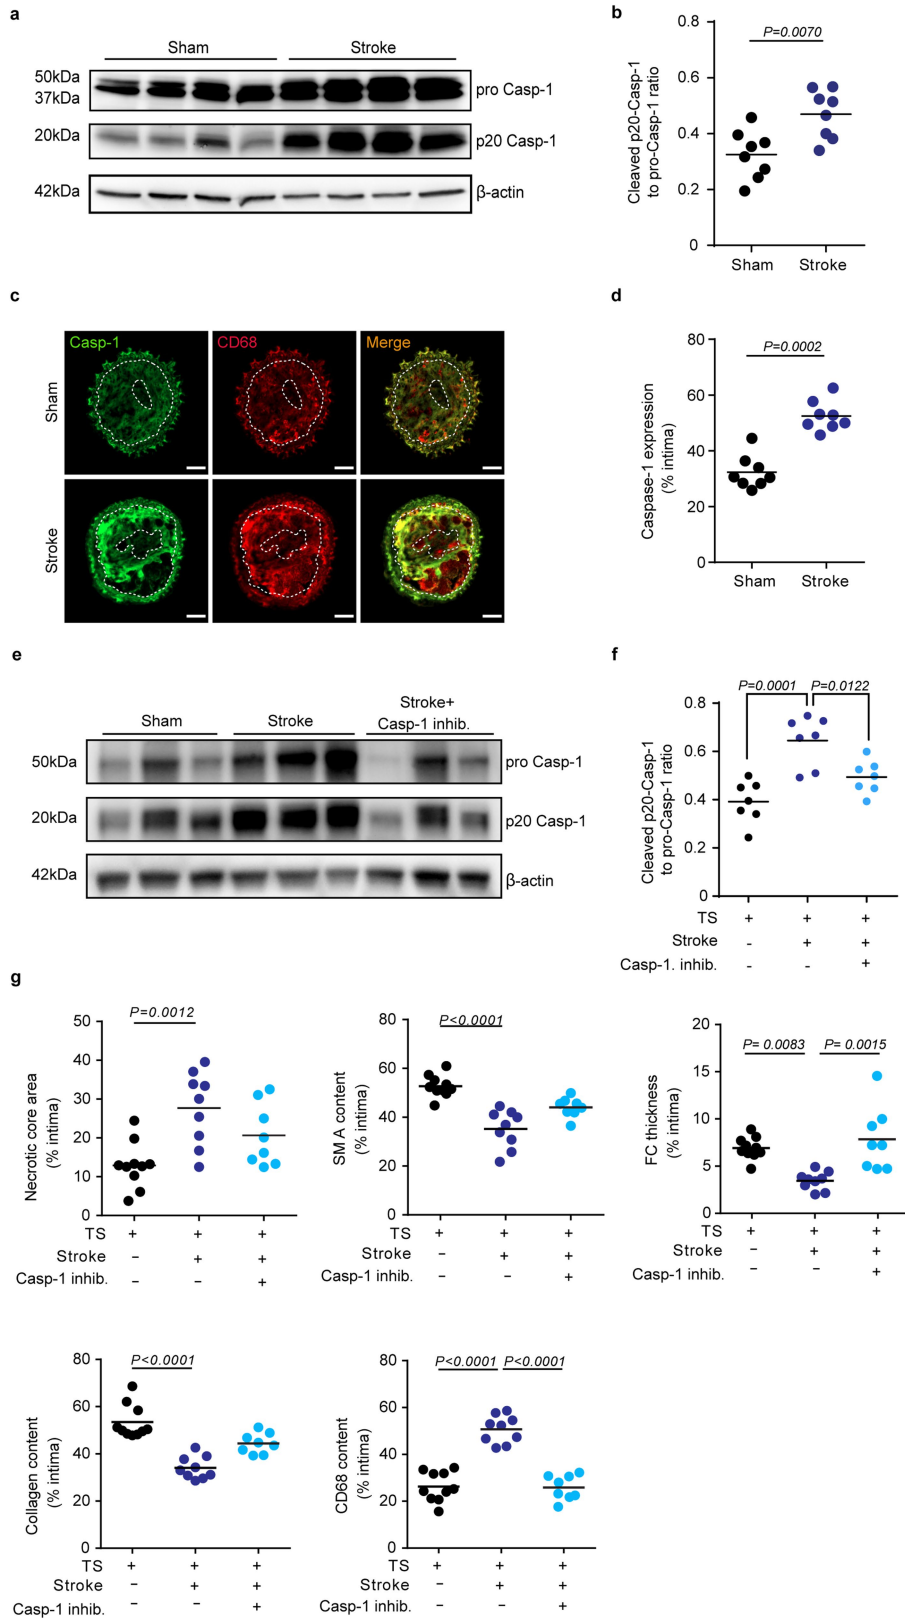 a
Sham
Stroke
50kDa
37kDa
pro Casp-1
20kDa
p20 Casp-1
42kDa
β-actin
b
Cleaved p20-Casp-1
to pro-Casp-1 ratio
0.8
0.6
0.4
0.2
0
P=0.0070
Sham
Stroke
c
Casp-1
CD68
Merge
Sham
Stroke
d
Caspase-1 expression
(% intima)
80
60
40
20
0
P=0.0002
Sham
Stroke
e
Sham
Stroke
Stroke+
Casp-1 inhib.
50kDa
pro Casp-1
20kDa
p20 Casp-1
42kDa
β-actin
f
Cleaved p20-Casp-1
to pro-Casp-1 ratio
0.8
0.6
0.4
0.2
0
P=0.0001
P=0.0122
TS + + +
Stroke - + +
Casp-1. inhib. - - +
g
Necrotic core area
(% intima)
50
40
30
20
10
0
P=0.0012
TS + + +
Stroke - + +
Casp-1 inhib. - - +
SM A content
(% intima)
80
60
40
20
0
P<0.0001
TS + + +
Stroke - + +
Casp-1 inhib. - - +
FC thickness
(% intima)
20
15
10
5
0
P= 0.0083
P= 0.0015
TS + + +
Stroke - + +
Casp-1 inhib. - - +
Collagen content
(% intima)
80
60
40
20
0
P<0.0001
TS + + +
Stroke - + +
Casp-1 inhib. - - +
CD68 content
(% intima)
80
60
40
20
0
P<0.0001
P<0.0001
TS + + +
Stroke - + +
Casp-1 inhib. - - +